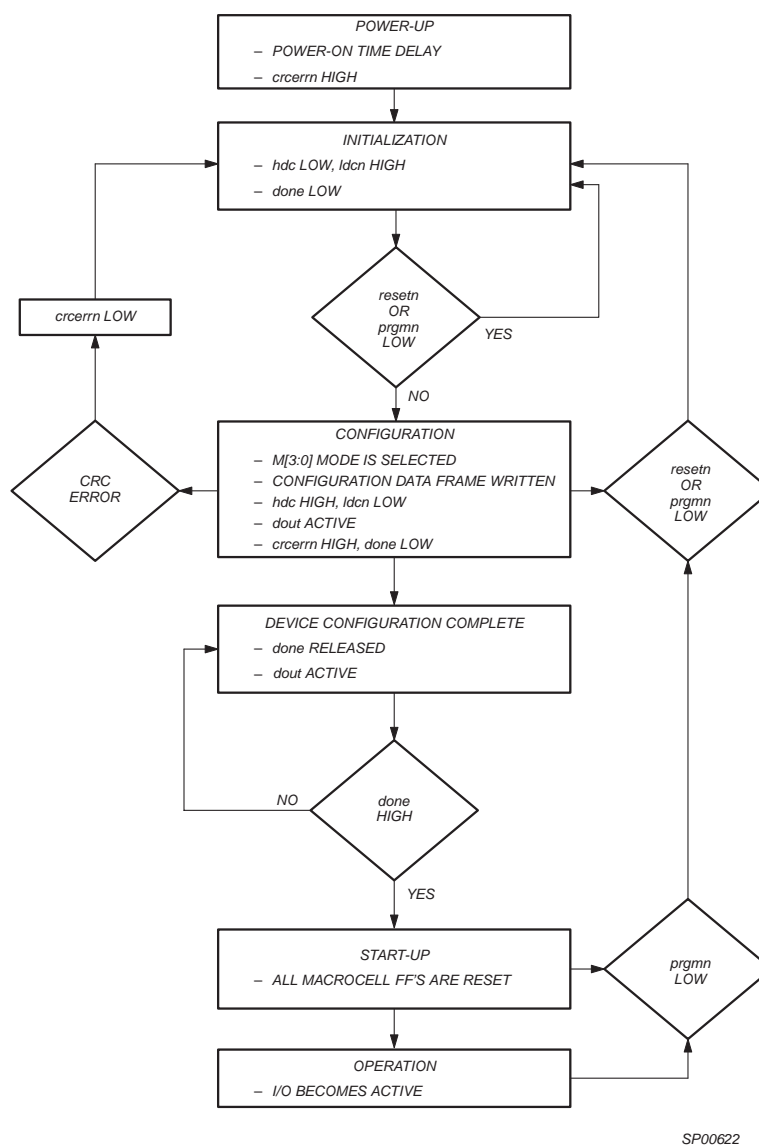 POWER-UP
– POWER-ON TIME DELAY
– crcerrn HIGH
INITIALIZATION
– hdc LOW, ldcn HIGH
– done LOW
resetn
OR
prgmn
LOW
YES
NO
crcerrn LOW
CRC
ERROR
CONFIGURATION
– M[3:0] MODE IS SELECTED
– CONFIGURATION DATA FRAME WRITTEN
– hdc HIGH, ldcn LOW
– dout ACTIVE
– crcerrn HIGH, done LOW
resetn
OR
prgmn
LOW
DEVICE CONFIGURATION COMPLETE
– done RELEASED
– dout ACTIVE
NO
done
HIGH
YES
START-UP
– ALL MACROCELL FF'S ARE RESET
prgmn
LOW
OPERATION
– I/O BECOMES ACTIVE
SP00622